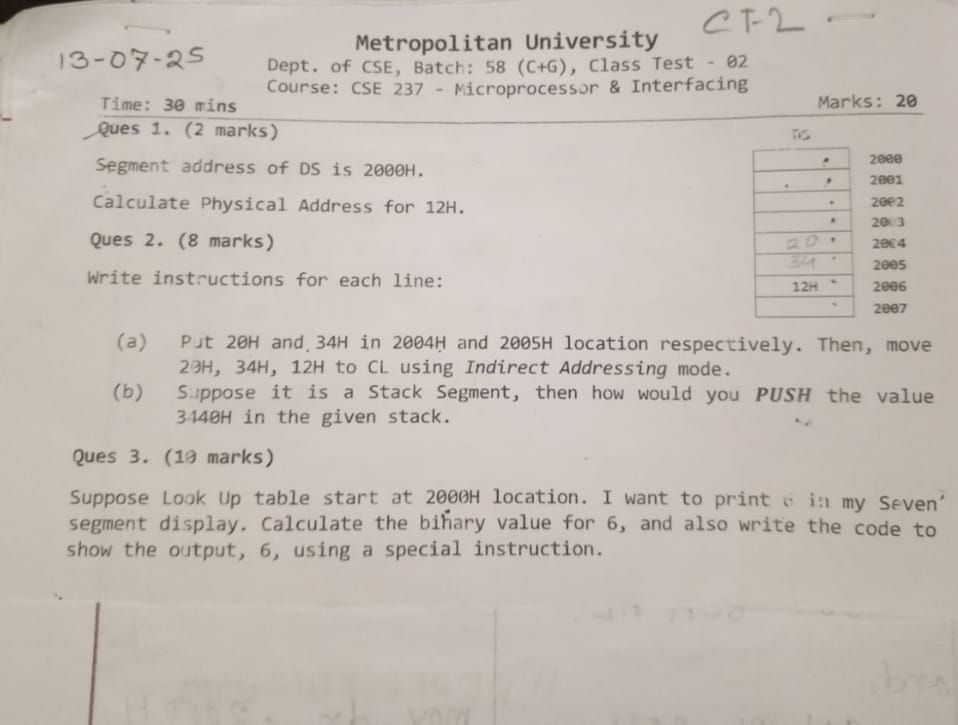 CT-2
13-07-25
Metropolitan University
Dept. of CSE, Batch: 58 (C+G), Class Test - 02
Course: CSE 237 - Microprocessor & Interfacing
Time: 30 mins
Marks: 20
Ques 1. (2 marks)
DS
Segment address of DS is 2000H.
Calculate Physical Address for 12H.
2000
2001
2002
2003
20 2004
34 2005
12H 2006
2007
Ques 2. (8 marks)
Write instructions for each line:
(a) Put 20H and 34H in 2004H and 2005H location respectively. Then, move
20H, 34H, 12H to CL using Indirect Addressing mode.
(b) Suppose it is a Stack Segment, then how would you PUSH the value
3440H in the given stack.
Ques 3. (10 marks)
Suppose Look Up table start at 2000H location. I want to print 6 in my Seven
segment display. Calculate the binary value for 6, and also write the code to
show the output, 6, using a special instruction.